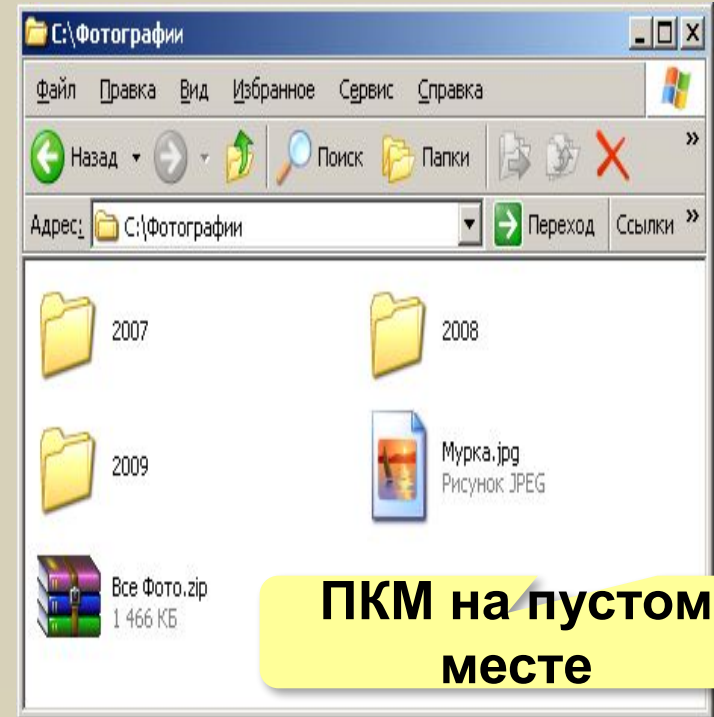 C:\Фотографии
Файл Правка Вид Избранное Сервис Справка
Назад Поиск Папки »
Адрес: C:\Фотографии Переход Ссылки »
2007 2008
2009 Мурка.jpg
Рисунок JPEG
Все Фото.zip
1 466 КБ
ПКМ на пустом
месте